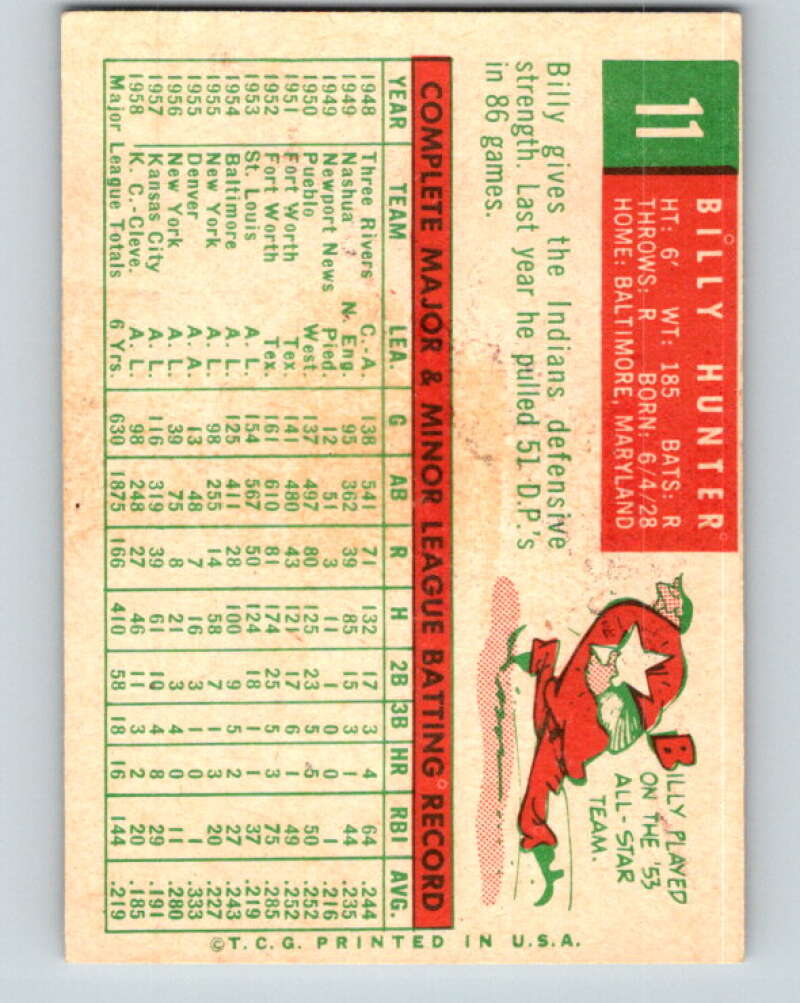 11
BILLY HUNTER
HT: 6' WT: 185 BATS: R
THROWS: R BORN: 6/4/28
HOME: BALTIMORE, MARYLAND
BILLY PLAYED
ON THE '53
ALL-STAR
TEAM.
Billy gives the Indians defensive
strength. Last year he pulled 51 D.P.'s
in 86 games.
COMPLETE MAJOR & MINOR LEAGUE BATTING RECORD
YEAR TEAM LEA. G AB R H 2B 3B HR RBI AVG.
1948 Three Rivers C.-A. 138 541 71 132 17 3 4 64 .244
1949 Nashua N. Eng. 95 362 39 85 15 3 1 44 .235
1949 Newport News Pied. 12 51 3 11 1 0 0 1 .216
1950 Pueblo West. 137 497 80 125 23 5 5 50 .252
1951 Fort Worth Tex. 141 480 43 121 17 6 1 49 .252
1952 Fort Worth Tex. 161 610 81 174 25 5 3 75 .285
1953 St. Louis A. L. 154 567 50 124 18 1 1 37 .219
1954 Baltimore A. L. 125 411 28 100 9 5 2 27 .243
1955 New York A. L. 98 255 14 58 7 1 3 20 .227
1955 Denver A. A. 13 48 7 16 3 1 0 1 .333
1956 New York A. L. 39 75 8 21 3 4 0 11 .280
1957 Kansas City A. L. 116 319 39 61 10 4 8 29 .191
1958 K. C.-Cleve. A. L. 98 248 27 46 11 3 2 20 .185
Major League Totals 6 Yrs. 630 1875 166 410 58 18 16 144 .219
© T.C.G. PRINTED IN U.S.A.